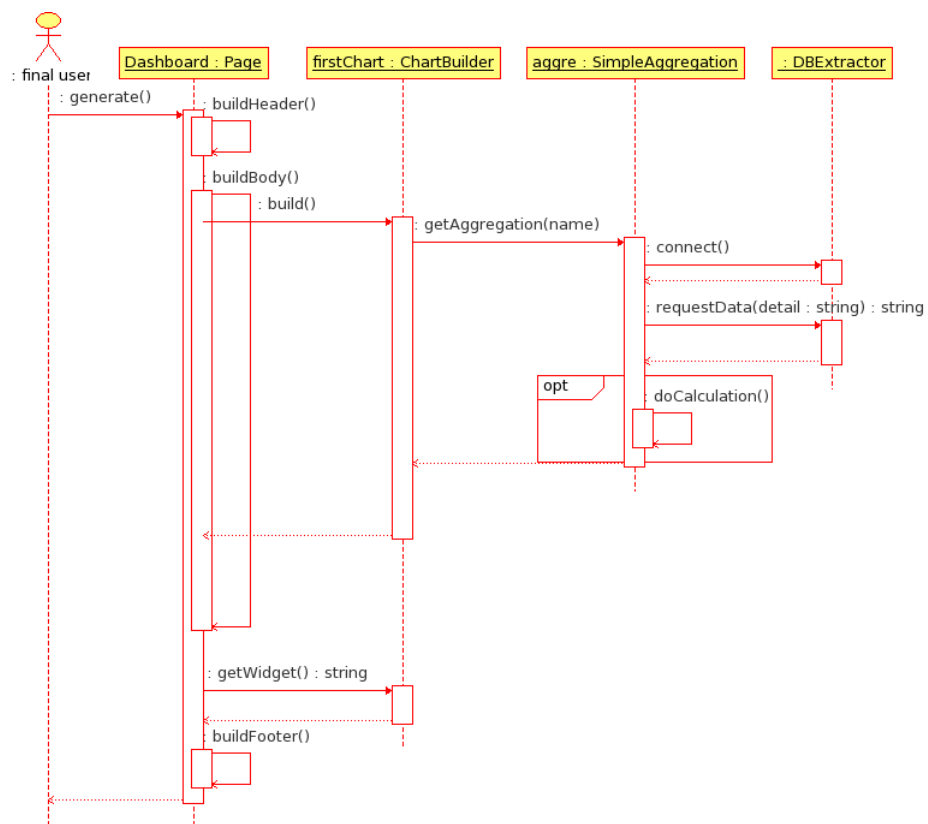 : final user
Dashboard : Page
firstChart : ChartBuilder
aggre : SimpleAggregation
: DBExtractor
: generate()
: buildHeader()
: buildBody()
: build()
: getAggregation(name)
: connect()
: requestData(detail : string) : string
opt
: doCalculation()
: getWidget() : string
: buildFooter()